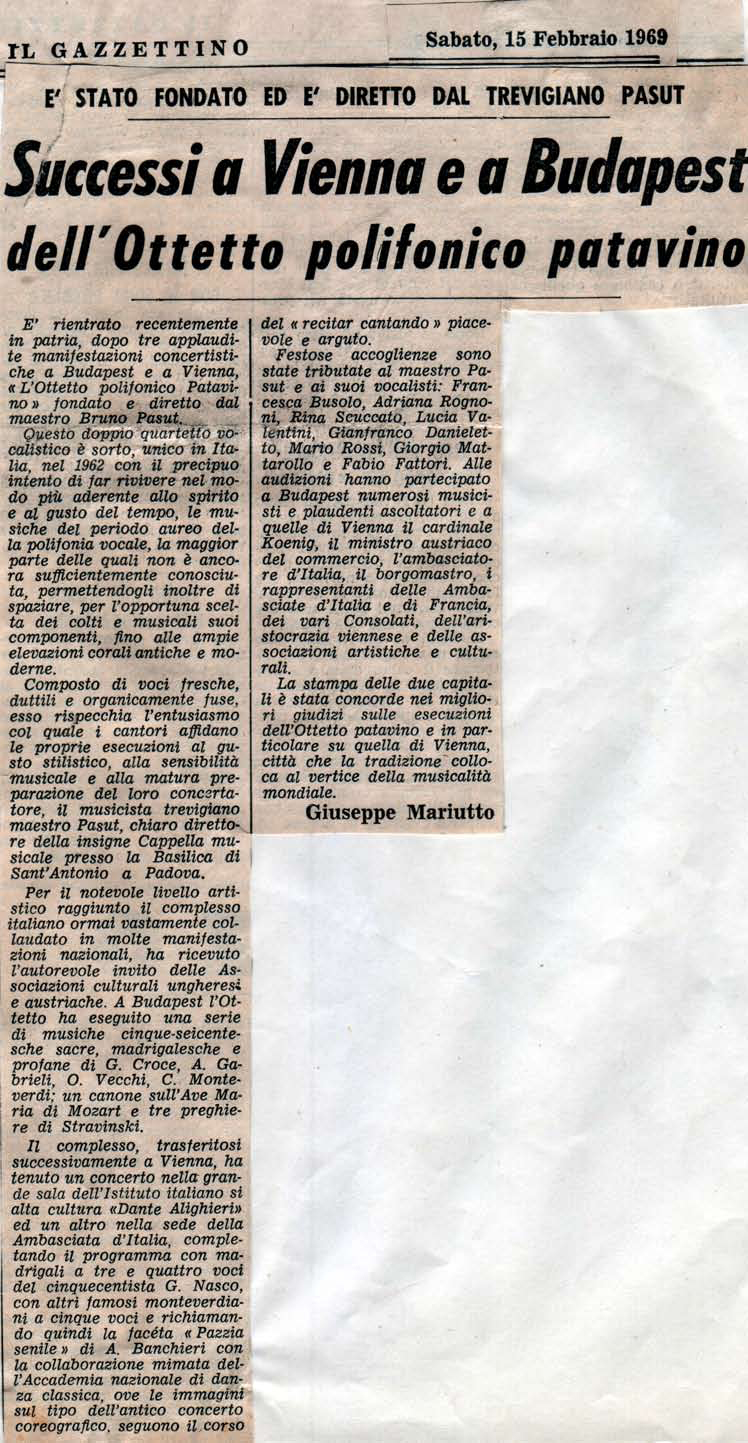 IL GAZZETTINO
Sabato, 15 Febbraio 1969
E' STATO FONDATO ED E' DIRETTO DAL TREVIGIANO PASUT
Successi a Vienna e a Budapest
dell'Ottetto polifonico patavino
E' rientrato recentemente
in patria, dopo tre applaudi-
te manifestazioni concertisti-
che a Budapest e a Vienna,
« L'Ottetto polifonico Patavi-
no » fondato e diretto dal
maestro Bruno Pasut.
Questo doppio quartetto vo-
calistico è sorto, unico in Ita-
lia, nel 1962 con il precipuo
intento di far rivivere nel mo-
do più aderente allo spirito
e al gusto del tempo, le mu-
siche del periodo aureo del-
la polifonia vocale, la maggior
parte delle quali non è anco-
ra sufficientemente conosciu-
ta, permettendogli inoltre di
spaziare, per l'opportuna scel-
ta dei colti e musicali suoi
componenti, fino alle ampie
elevazioni corali antiche e mo-
derne.
Composto di voci fresche,
duttili e organicamente fuse,
esso rispecchia l'entusiasmo
col quale i cantori affidano
le proprie esecuzioni al gu-
sto stilistico, alla sensibilità
musicale e alla matura pre-
parazione del loro concerta-
tore, il musicista trevigiano
maestro Pasut, chiaro diretto-
re della insigne Cappella mu-
sicale presso la Basilica di
Sant'Antonio a Padova.
Per il notevole livello arti-
stico raggiunto il complesso
italiano ormai vastamente col-
laudato in molte manifesta-
zioni nazionali, ha ricevuto
l'autorevole invito delle As-
sociazioni culturali ungheresi
e austriache. A Budapest l'Ot-
tetto ha eseguito una serie
di musiche cinque-seicente-
sche sacre, madrigalesche e
profane di G. Croce, A. Ga-
brieli, O. Vecchi, C. Monte-
verdi; un canone sull'Ave Ma-
ria di Mozart e tre preghie-
re di Stravinski.
Il complesso, trasferitosi
successivamente a Vienna, ha
tenuto un concerto nella gran-
de sala dell'Istituto italiano si
alta cultura «Dante Alighieri»
ed un altro nella sede della
Ambasciata d'Italia, comple-
tando il programma con ma-
drigali a tre e quattro voci
del cinquecentista G. Nasco,
con altri famosi monteverdia-
ni a cinque voci e richiaman-
do quindi la facéta « Pazzia
senile » di A. Banchieri con
la collaborazione mimata del-
l'Accademia nazionale di dan-
za classica, ove le immagini
sul tipo dell'antico concerto
coreografico, seguono il corso
del « recitar cantando » piace-
vole e arguto.
Festose accoglienze sono
state tributate al maestro Pa-
sut e ai suoi vocalisti: Fran-
cesca Busolo, Adriana Rogno-
ni, Rina Scuccato, Lucia Va-
lentini, Gianfranco Danielet-
to, Mario Rossi, Giorgio Mat-
tarollo e Fabio Fattori. Alle
audizioni hanno partecipato
a Budapest numerosi musici-
sti e plaudenti ascoltatori e a
quelle di Vienna il cardinale
Koenig, il ministro austriaco
del commercio, l'ambasciato-
re d'Italia, il borgomastro, i
rappresentanti delle Amba-
sciate d'Italia e di Francia,
dei vari Consolati, dell'ari-
stocrazia viennese e delle as-
sociazioni artistiche e cultu-
rali.
La stampa delle due capita-
li è stata concorde nei miglio-
ri giudizi sulle esecuzioni
dell'Ottetto patavino e in par-
ticolare su quella di Vienna,
città che la tradizione collo-
ca al vertice della musicalità
mondiale.
Giuseppe Mariutto